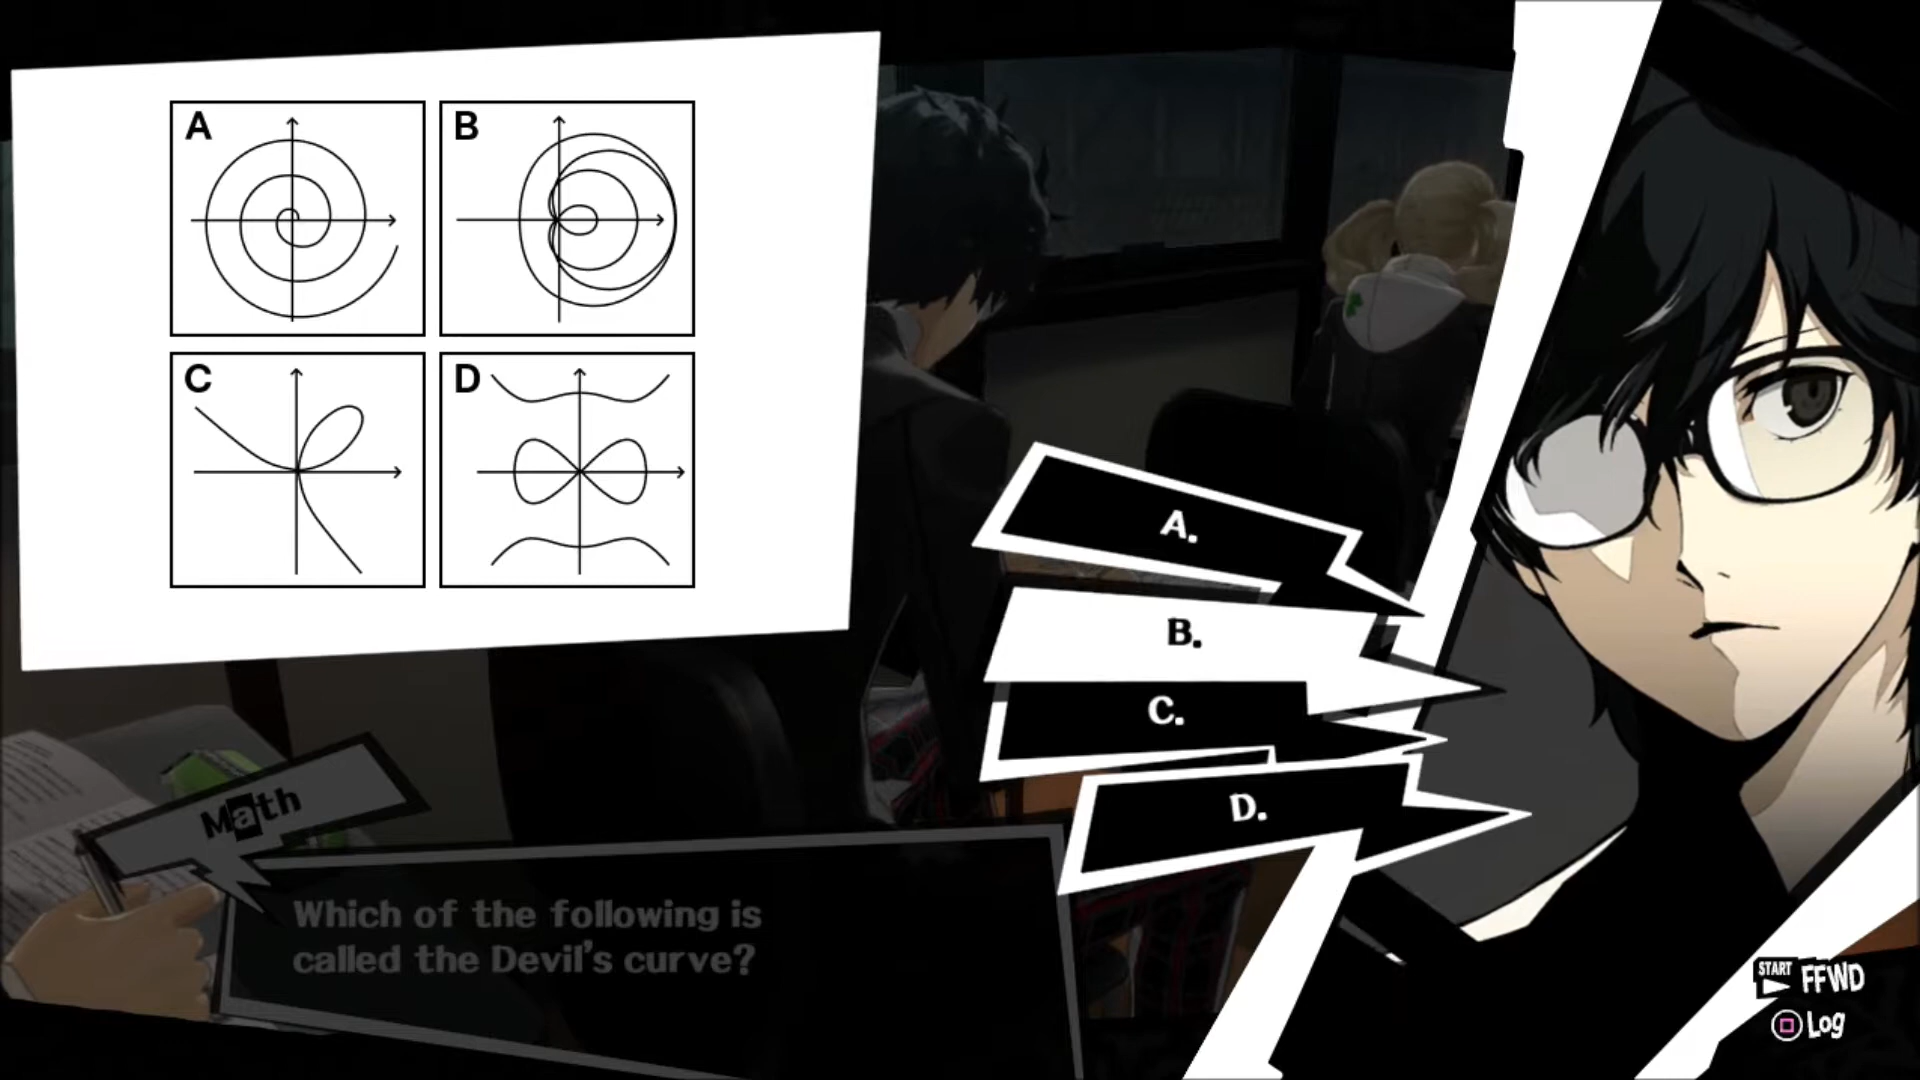 A
B
C
D
A.
B.
C.
D.
Math
Which of the following is
called the Devil's curve?
START
FFWD
Log